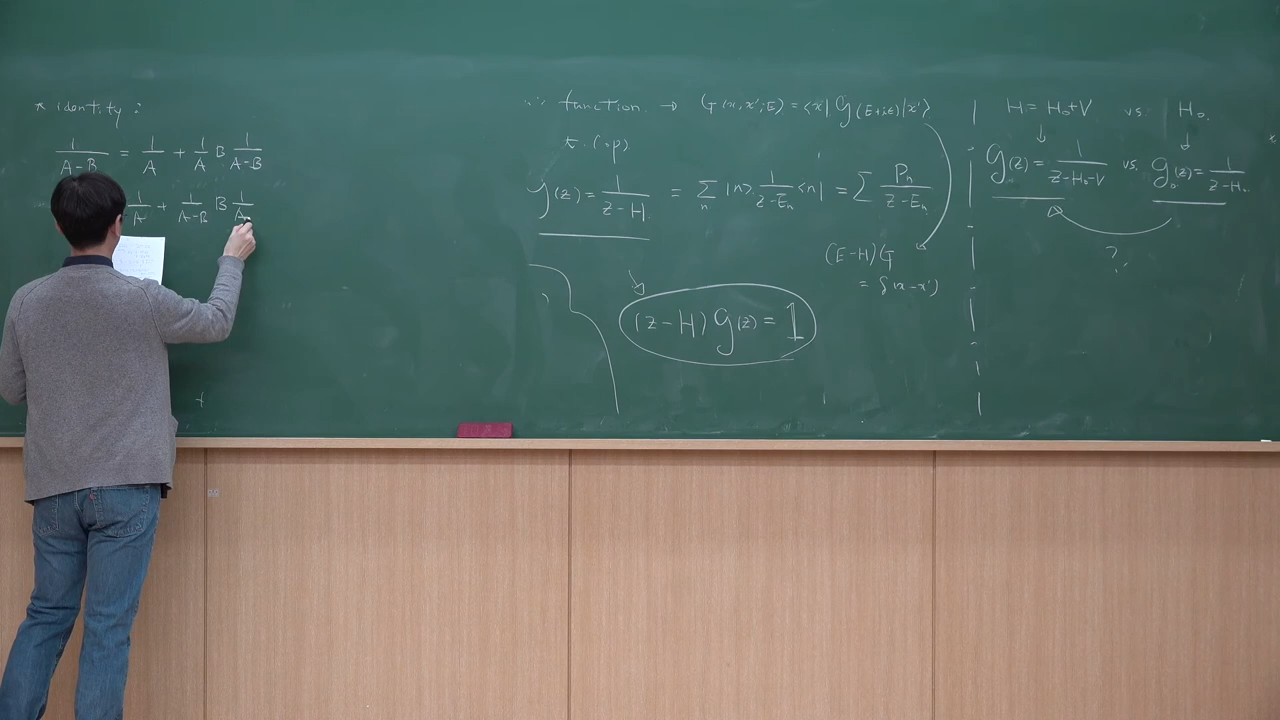 * identity :
1/(A-B) = 1/A + 1/A B 1/(A-B)
1/A + 1/(A-B) B 1/A
function → G(x,x';E) = ⟨x| G(E+iε) |x'⟩
t. (op)
G(z) = 1/(z-H) = Σ_n |n⟩ 1/(z-E_n) ⟨n| = Σ P_n/(z-E_n)
(E-H)G
= δ(x-x')
(z-H) G(z) = 1
H = H₀+V vs. H₀
G(z) = 1/(z-H₀-V) vs. G₀(z) = 1/(z-H₀)
?